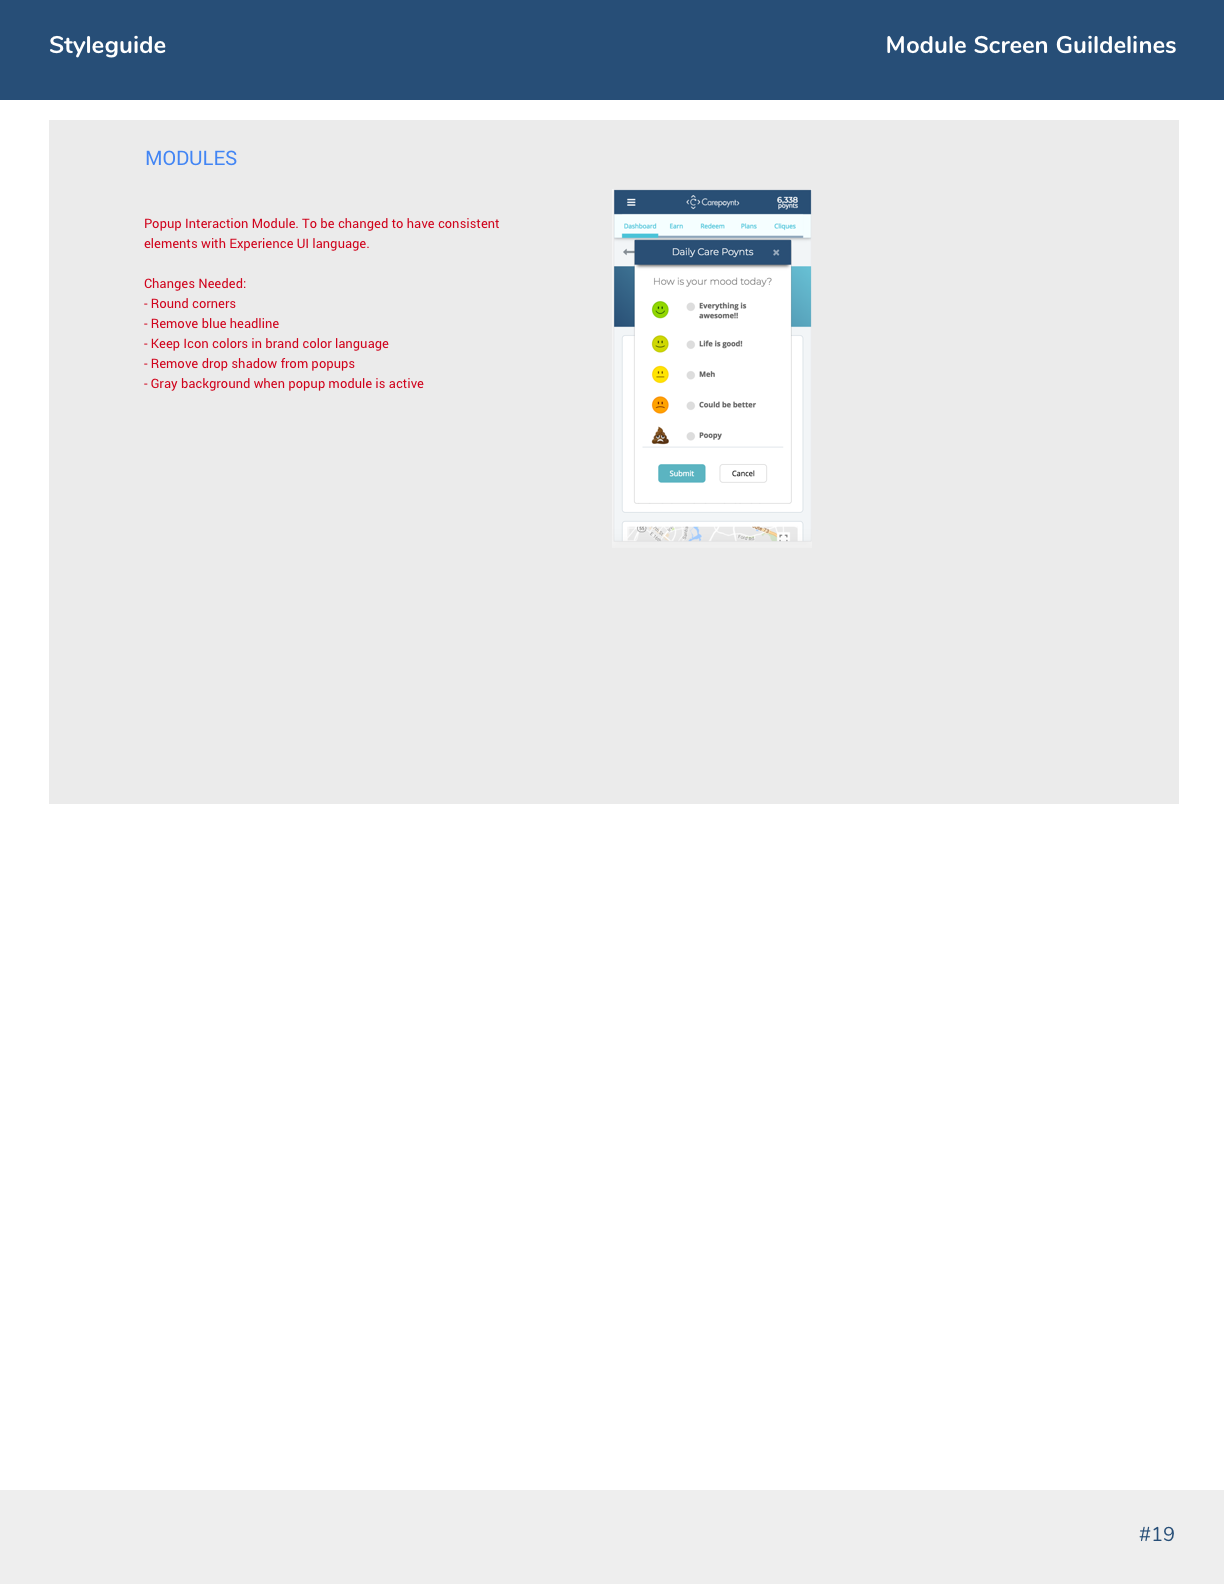 Styleguide
Module Screen Guildelines
MODULES
Popup Interaction Module. To be changed to have consistent
elements with Experience UI language.
Changes Needed:
- Round corners
- Remove blue headline
- Keep Icon colors in brand color language
- Remove drop shadow from popups
- Gray background when popup module is active
Carepoynt
6,338
poynts
Dashboard
Earn
Redeem
Plans
Cliques
Daily Care Poynts
How is your mood today?
Everything is
awesome!!
Life is good!
Meh
Could be better
Poopy
Submit
Cancel
#19